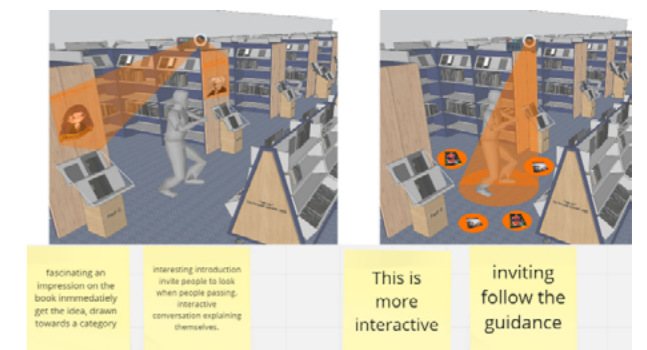 fascinating an
impression on the
book inmmedatiely
get the idea, drawn
towards a category
interesting introduction
invite people to look
when people passing.
interactive
conversation explaining
themselves.
This is
more
interactive
inviting
follow the
guidance